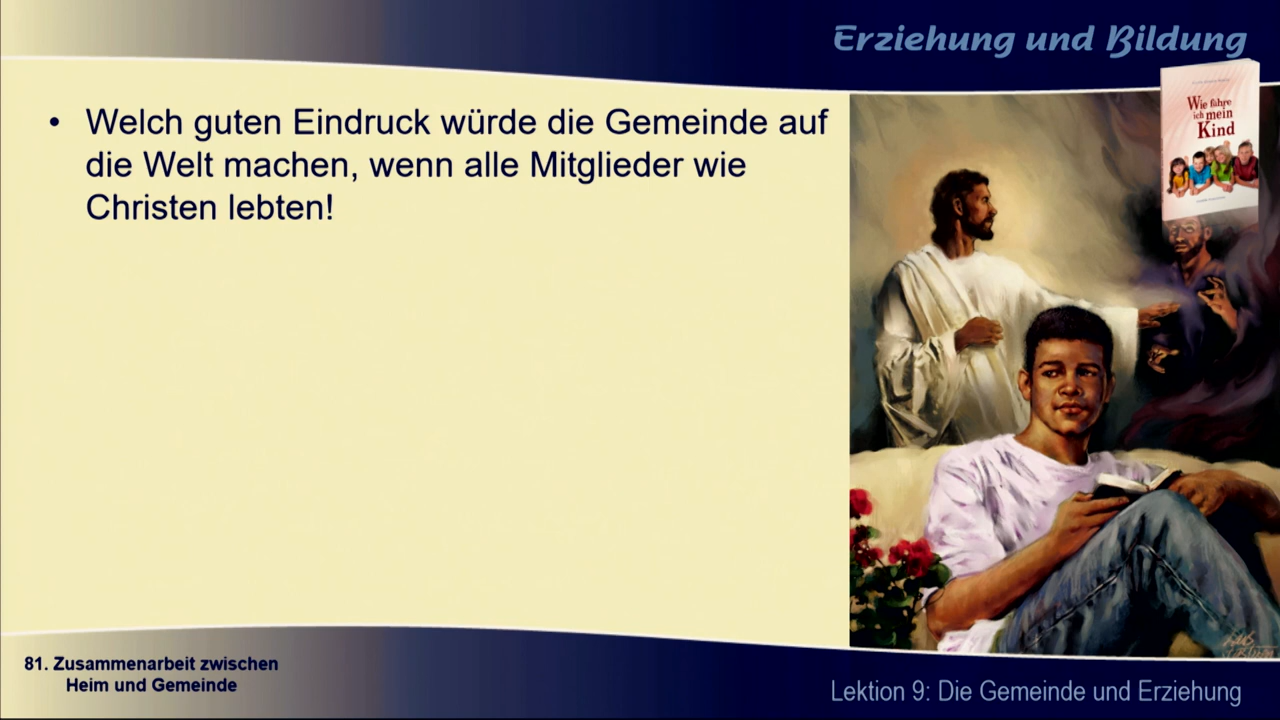 Erziehung und Bildung
Wie führe
ich mein
Kind
• Welch guten Eindruck würde die Gemeinde auf
die Welt machen, wenn alle Mitglieder wie
Christen lebten!
81. Zusammenarbeit zwischen
Heim und Gemeinde
Lektion 9: Die Gemeinde und Erziehung